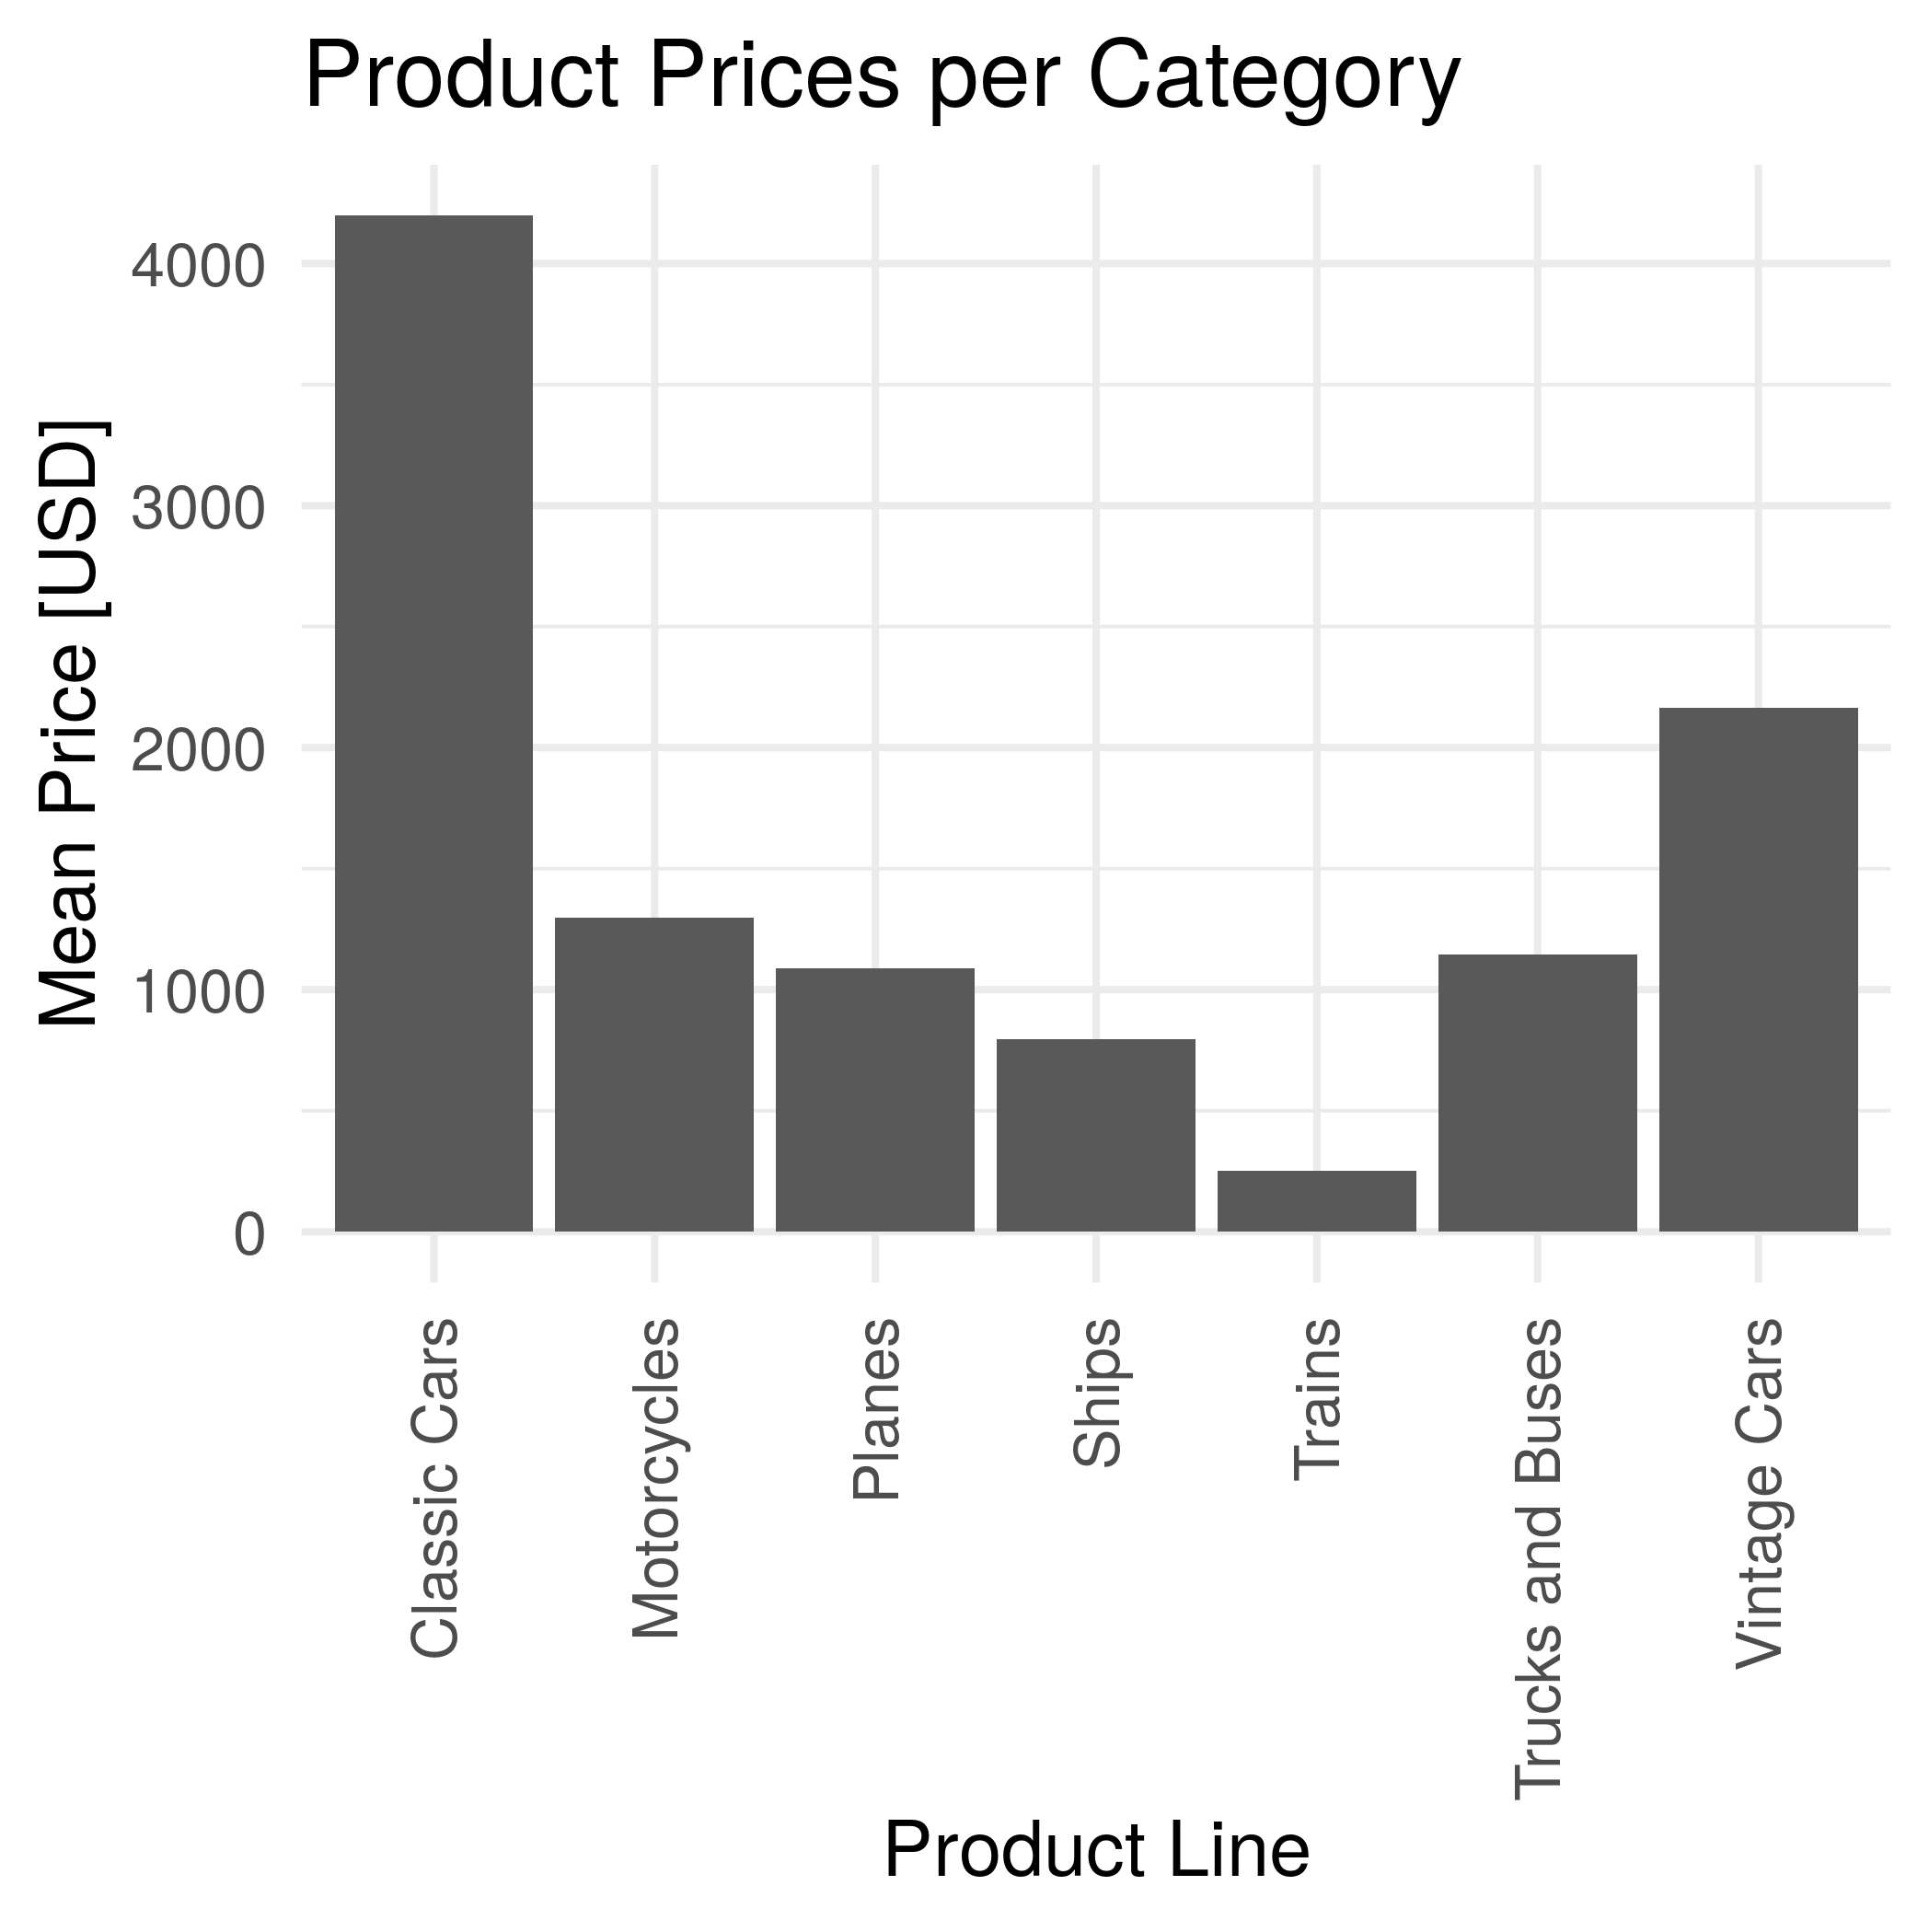 Product Prices per Category
Mean Price [USD]
4000
3000
2000
1000
0
Classic Cars
Motorcycles
Planes
Ships
Trains
Trucks and Buses
Vintage Cars
Product Line